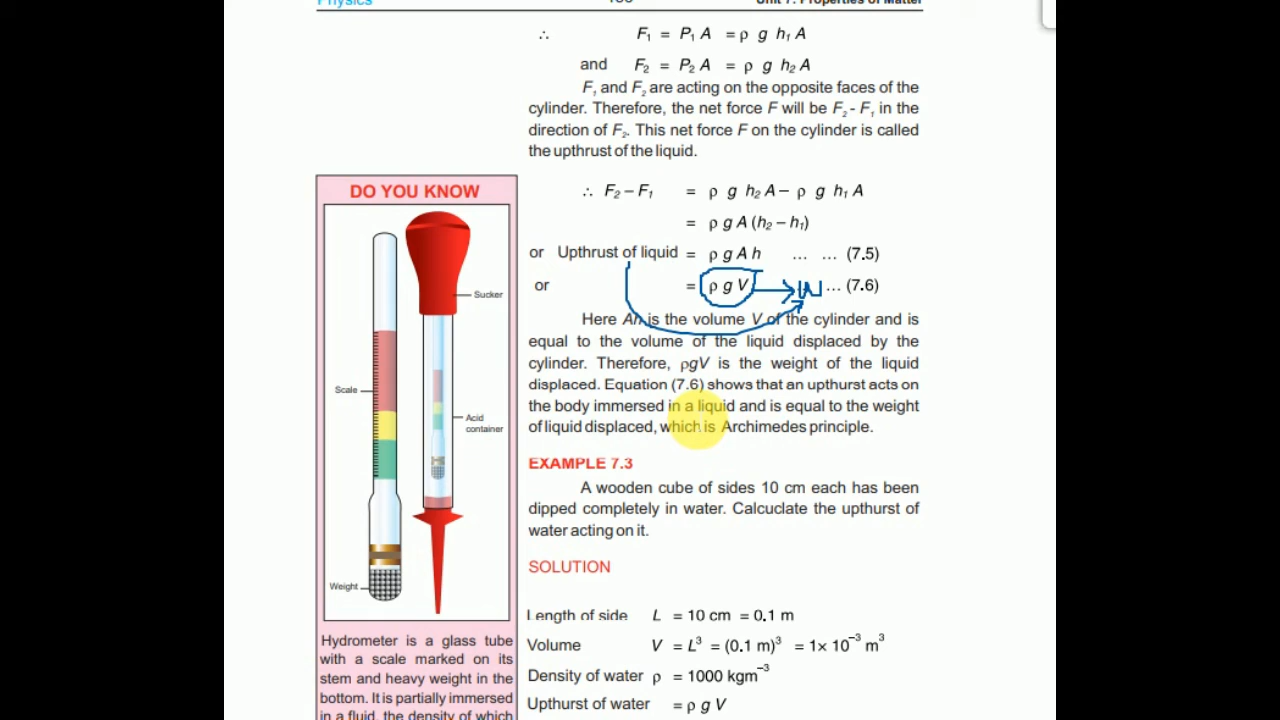 Physics
Unit 7: Properties of Matter
∴ F₁ = P₁ A = ρ g h₁ A
and F₂ = P₂ A = ρ g h₂ A
F₁ and F₂ are acting on the opposite faces of the
cylinder. Therefore, the net force F will be F₂ - F₁ in the
direction of F₂. This net force F on the cylinder is called
the upthrust of the liquid.
∴ F₂ – F₁ = ρ g h₂ A – ρ g h₁ A
= ρ g A (h₂ – h₁)
or Upthrust of liquid = ρ g A h ... ... (7.5)
or = ρ g V W ... (7.6)
Here Ah is the volume V of the cylinder and is
equal to the volume of the liquid displaced by the
cylinder. Therefore, ρgV is the weight of the liquid
displaced. Equation (7.6) shows that an upthurst acts on
the body immersed in a liquid and is equal to the weight
of liquid displaced, which is Archimedes principle.
EXAMPLE 7.3
A wooden cube of sides 10 cm each has been
dipped completely in water. Calcuclate the upthurst of
water acting on it.
SOLUTION
Length of side L = 10 cm = 0.1 m
Volume V = L³ = (0.1 m)³ = 1× 10⁻³ m³
Density of water ρ = 1000 kgm⁻³
Upthurst of water = ρ g V
DO YOU KNOW
Sucker
Scale
Acid
container
Weight
Hydrometer is a glass tube
with a scale marked on its
stem and heavy weight in the
bottom. It is partially immersed
in a fluid, the density of which